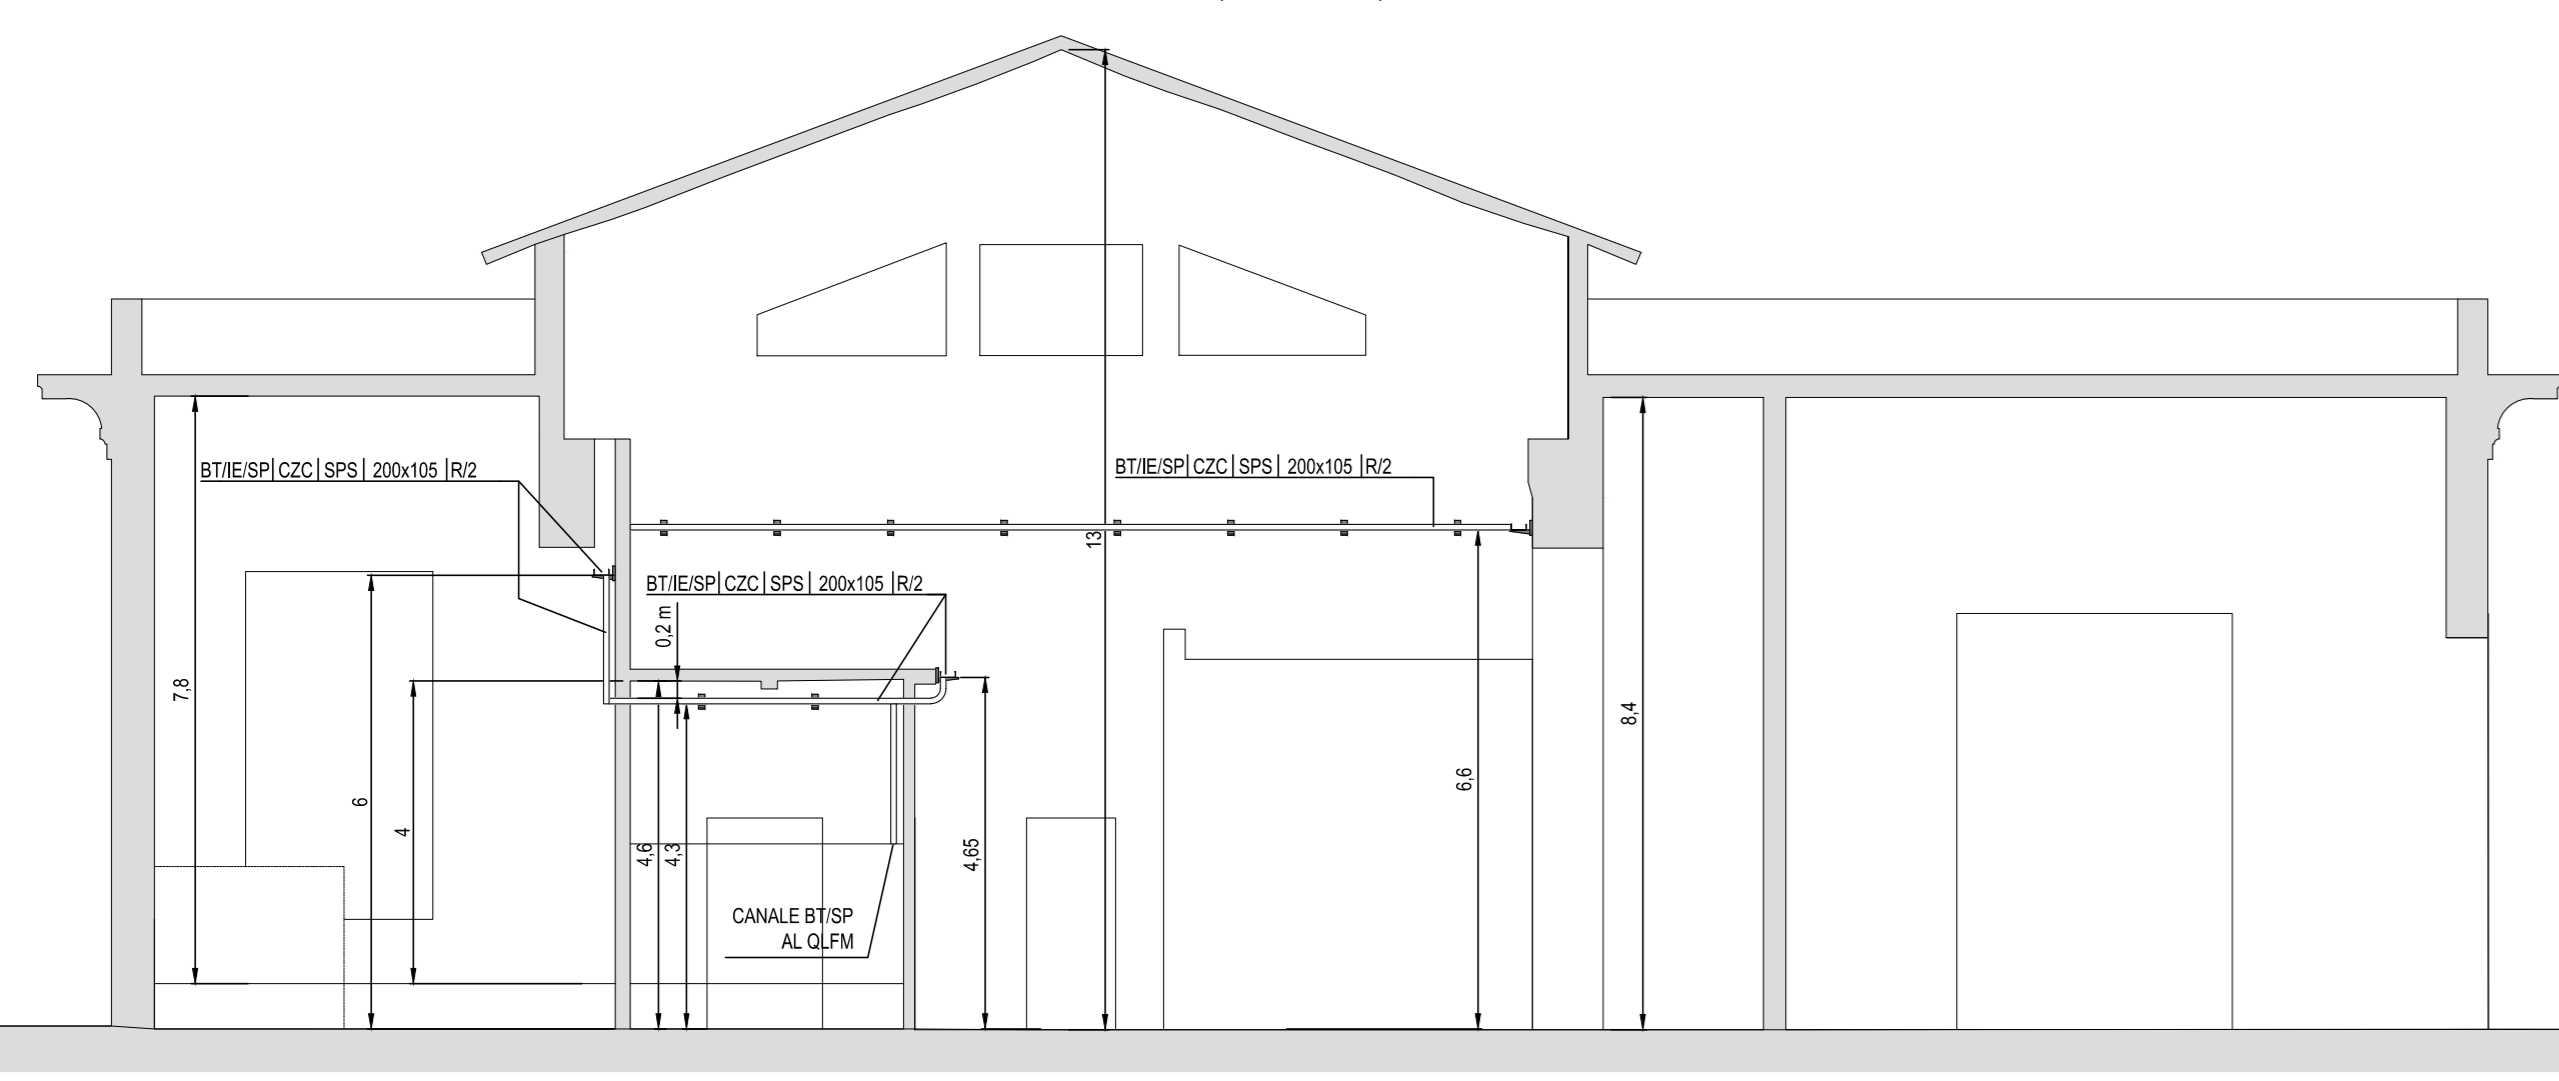 BT/IE/SP| CZC | SPS | 200x105 |R/2
BT/IE/SP| CZC | SPS | 200x105 |R/2
13
BT/IE/SP| CZC | SPS | 200x105 |R/2
0,2 m
7,8
8,4
6
6,6
4
4,6
4,3
4,65
CANALE BT/SP
AL QLFM